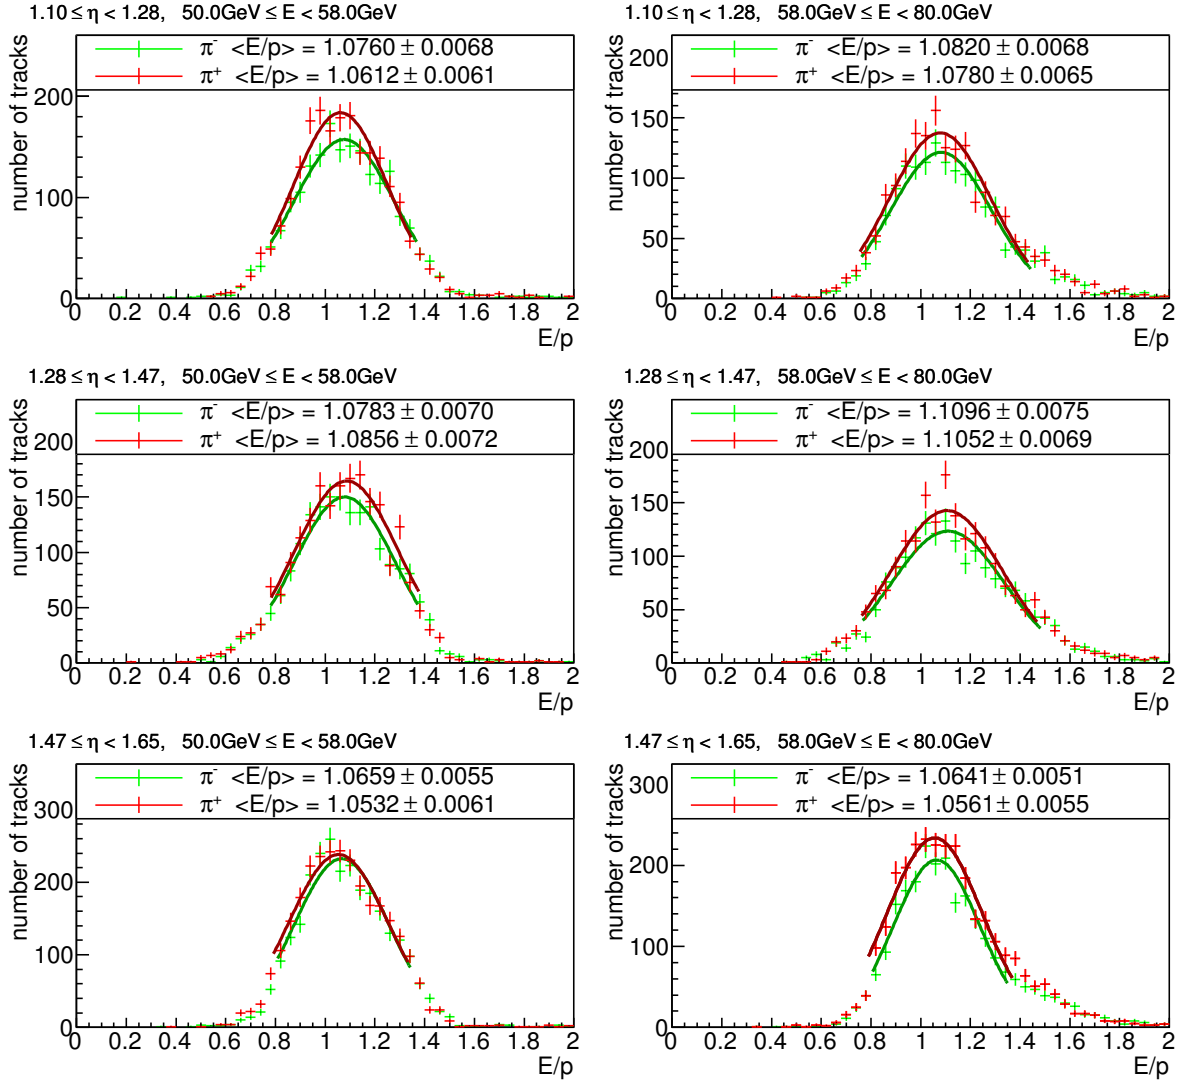 1.10 ≤ η < 1.28,   50.0GeV ≤ E < 58.0GeV
number of tracks
π⁻ <E/p> = 1.0760 ± 0.0068
π⁺ <E/p> = 1.0612 ± 0.0061
200
100
0
0 0.2 0.4 0.6 0.8 1 1.2 1.4 1.6 1.8 2
E/p
1.10 ≤ η < 1.28,   58.0GeV ≤ E < 80.0GeV
number of tracks
π⁻ <E/p> = 1.0820 ± 0.0068
π⁺ <E/p> = 1.0780 ± 0.0065
200
150
100
50
0
0 0.2 0.4 0.6 0.8 1 1.2 1.4 1.6 1.8 2
E/p
1.28 ≤ η < 1.47,   50.0GeV ≤ E < 58.0GeV
number of tracks
π⁻ <E/p> = 1.0783 ± 0.0070
π⁺ <E/p> = 1.0856 ± 0.0072
200
150
100
50
0
0 0.2 0.4 0.6 0.8 1 1.2 1.4 1.6 1.8 2
E/p
1.28 ≤ η < 1.47,   58.0GeV ≤ E < 80.0GeV
number of tracks
π⁻ <E/p> = 1.1096 ± 0.0075
π⁺ <E/p> = 1.1052 ± 0.0069
200
150
100
50
0
0 0.2 0.4 0.6 0.8 1 1.2 1.4 1.6 1.8 2
E/p
1.47 ≤ η < 1.65,   50.0GeV ≤ E < 58.0GeV
number of tracks
π⁻ <E/p> = 1.0659 ± 0.0055
π⁺ <E/p> = 1.0532 ± 0.0061
300
200
100
0
0 0.2 0.4 0.6 0.8 1 1.2 1.4 1.6 1.8 2
E/p
1.47 ≤ η < 1.65,   58.0GeV ≤ E < 80.0GeV
number of tracks
π⁻ <E/p> = 1.0641 ± 0.0051
π⁺ <E/p> = 1.0561 ± 0.0055
300
200
100
0
0 0.2 0.4 0.6 0.8 1 1.2 1.4 1.6 1.8 2
E/p